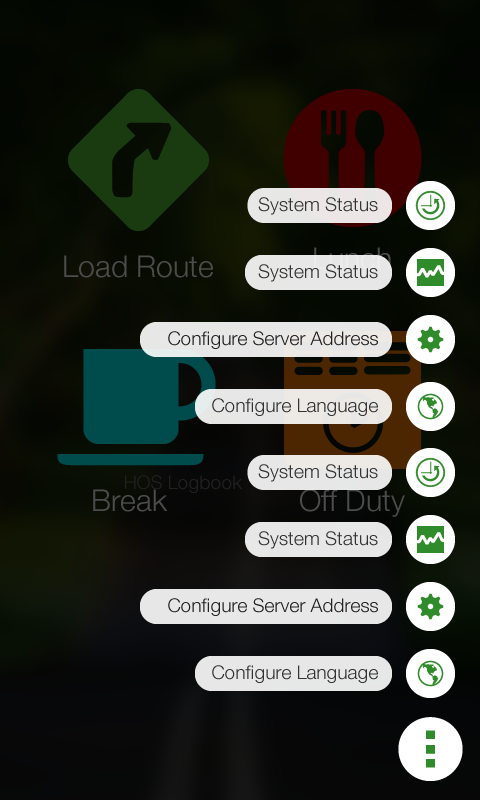 System Status
Load Route
Lunch
System Status
Configure Server Address
Configure Language
System Status
HOS Logbook
Break
Off Duty
System Status
Configure Server Address
Configure Language